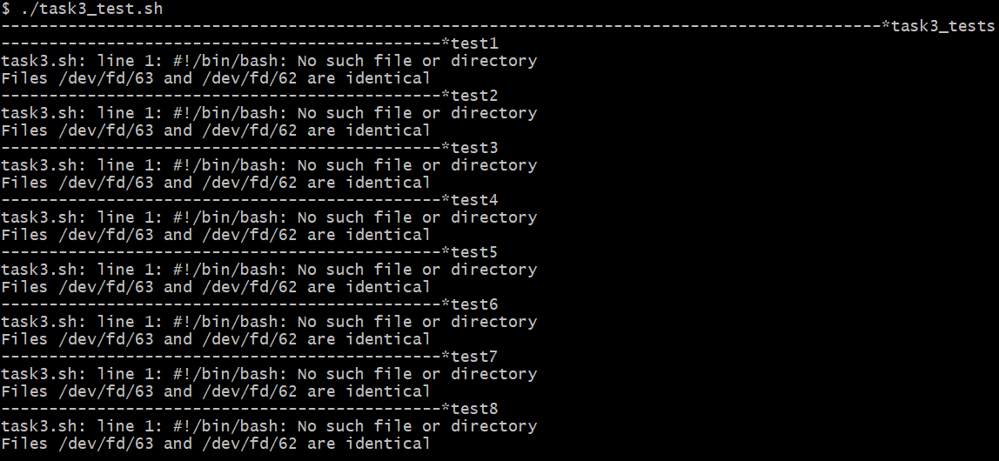 $ ./task3_test.sh
--------------------------------------------------------------------------------------------*task3_tests
----------------------------------------------*test1
task3.sh: line 1: #!/bin/bash: No such file or directory
Files /dev/fd/63 and /dev/fd/62 are identical
----------------------------------------------*test2
task3.sh: line 1: #!/bin/bash: No such file or directory
Files /dev/fd/63 and /dev/fd/62 are identical
----------------------------------------------*test3
task3.sh: line 1: #!/bin/bash: No such file or directory
Files /dev/fd/63 and /dev/fd/62 are identical
----------------------------------------------*test4
task3.sh: line 1: #!/bin/bash: No such file or directory
Files /dev/fd/63 and /dev/fd/62 are identical
----------------------------------------------*test5
task3.sh: line 1: #!/bin/bash: No such file or directory
Files /dev/fd/63 and /dev/fd/62 are identical
----------------------------------------------*test6
task3.sh: line 1: #!/bin/bash: No such file or directory
Files /dev/fd/63 and /dev/fd/62 are identical
----------------------------------------------*test7
task3.sh: line 1: #!/bin/bash: No such file or directory
Files /dev/fd/63 and /dev/fd/62 are identical
----------------------------------------------*test8
task3.sh: line 1: #!/bin/bash: No such file or directory
Files /dev/fd/63 and /dev/fd/62 are identical